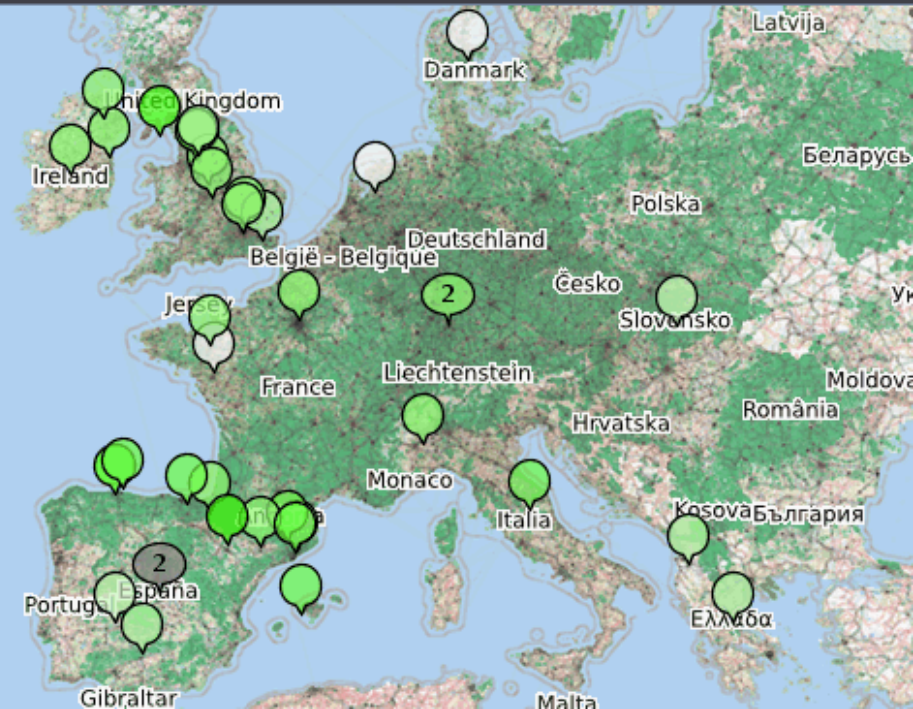 Latvija
Danmark
United Kingdom
Беларусь
Ireland
Polska
Deutschland
België - Belgique
Česko
Jersey
2
Slovensko
Liechtenstein
France
Moldova
România
Hrvatska
Monaco
Italia
Kosova
България
2
España
Portugal
Ελλάδα
Gibraltar
Malta